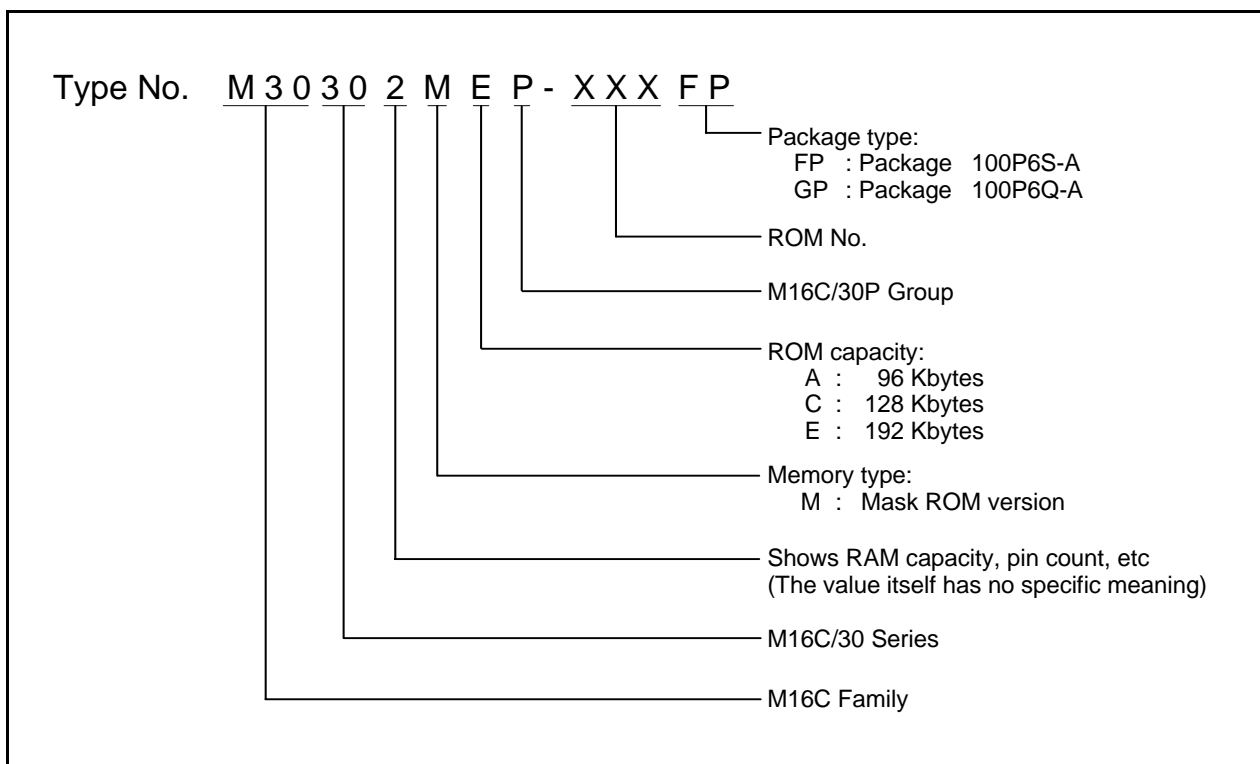 Type No. M 3 0 3 0 2 M E P - X X X F P
Package type:
FP : Package 100P6S-A
GP : Package 100P6Q-A
ROM No.
M16C/30P Group
ROM capacity:
A : 96 Kbytes
C : 128 Kbytes
E : 192 Kbytes
Memory type:
M : Mask ROM version
Shows RAM capacity, pin count, etc
(The value itself has no specific meaning)
M16C/30 Series
M16C Family